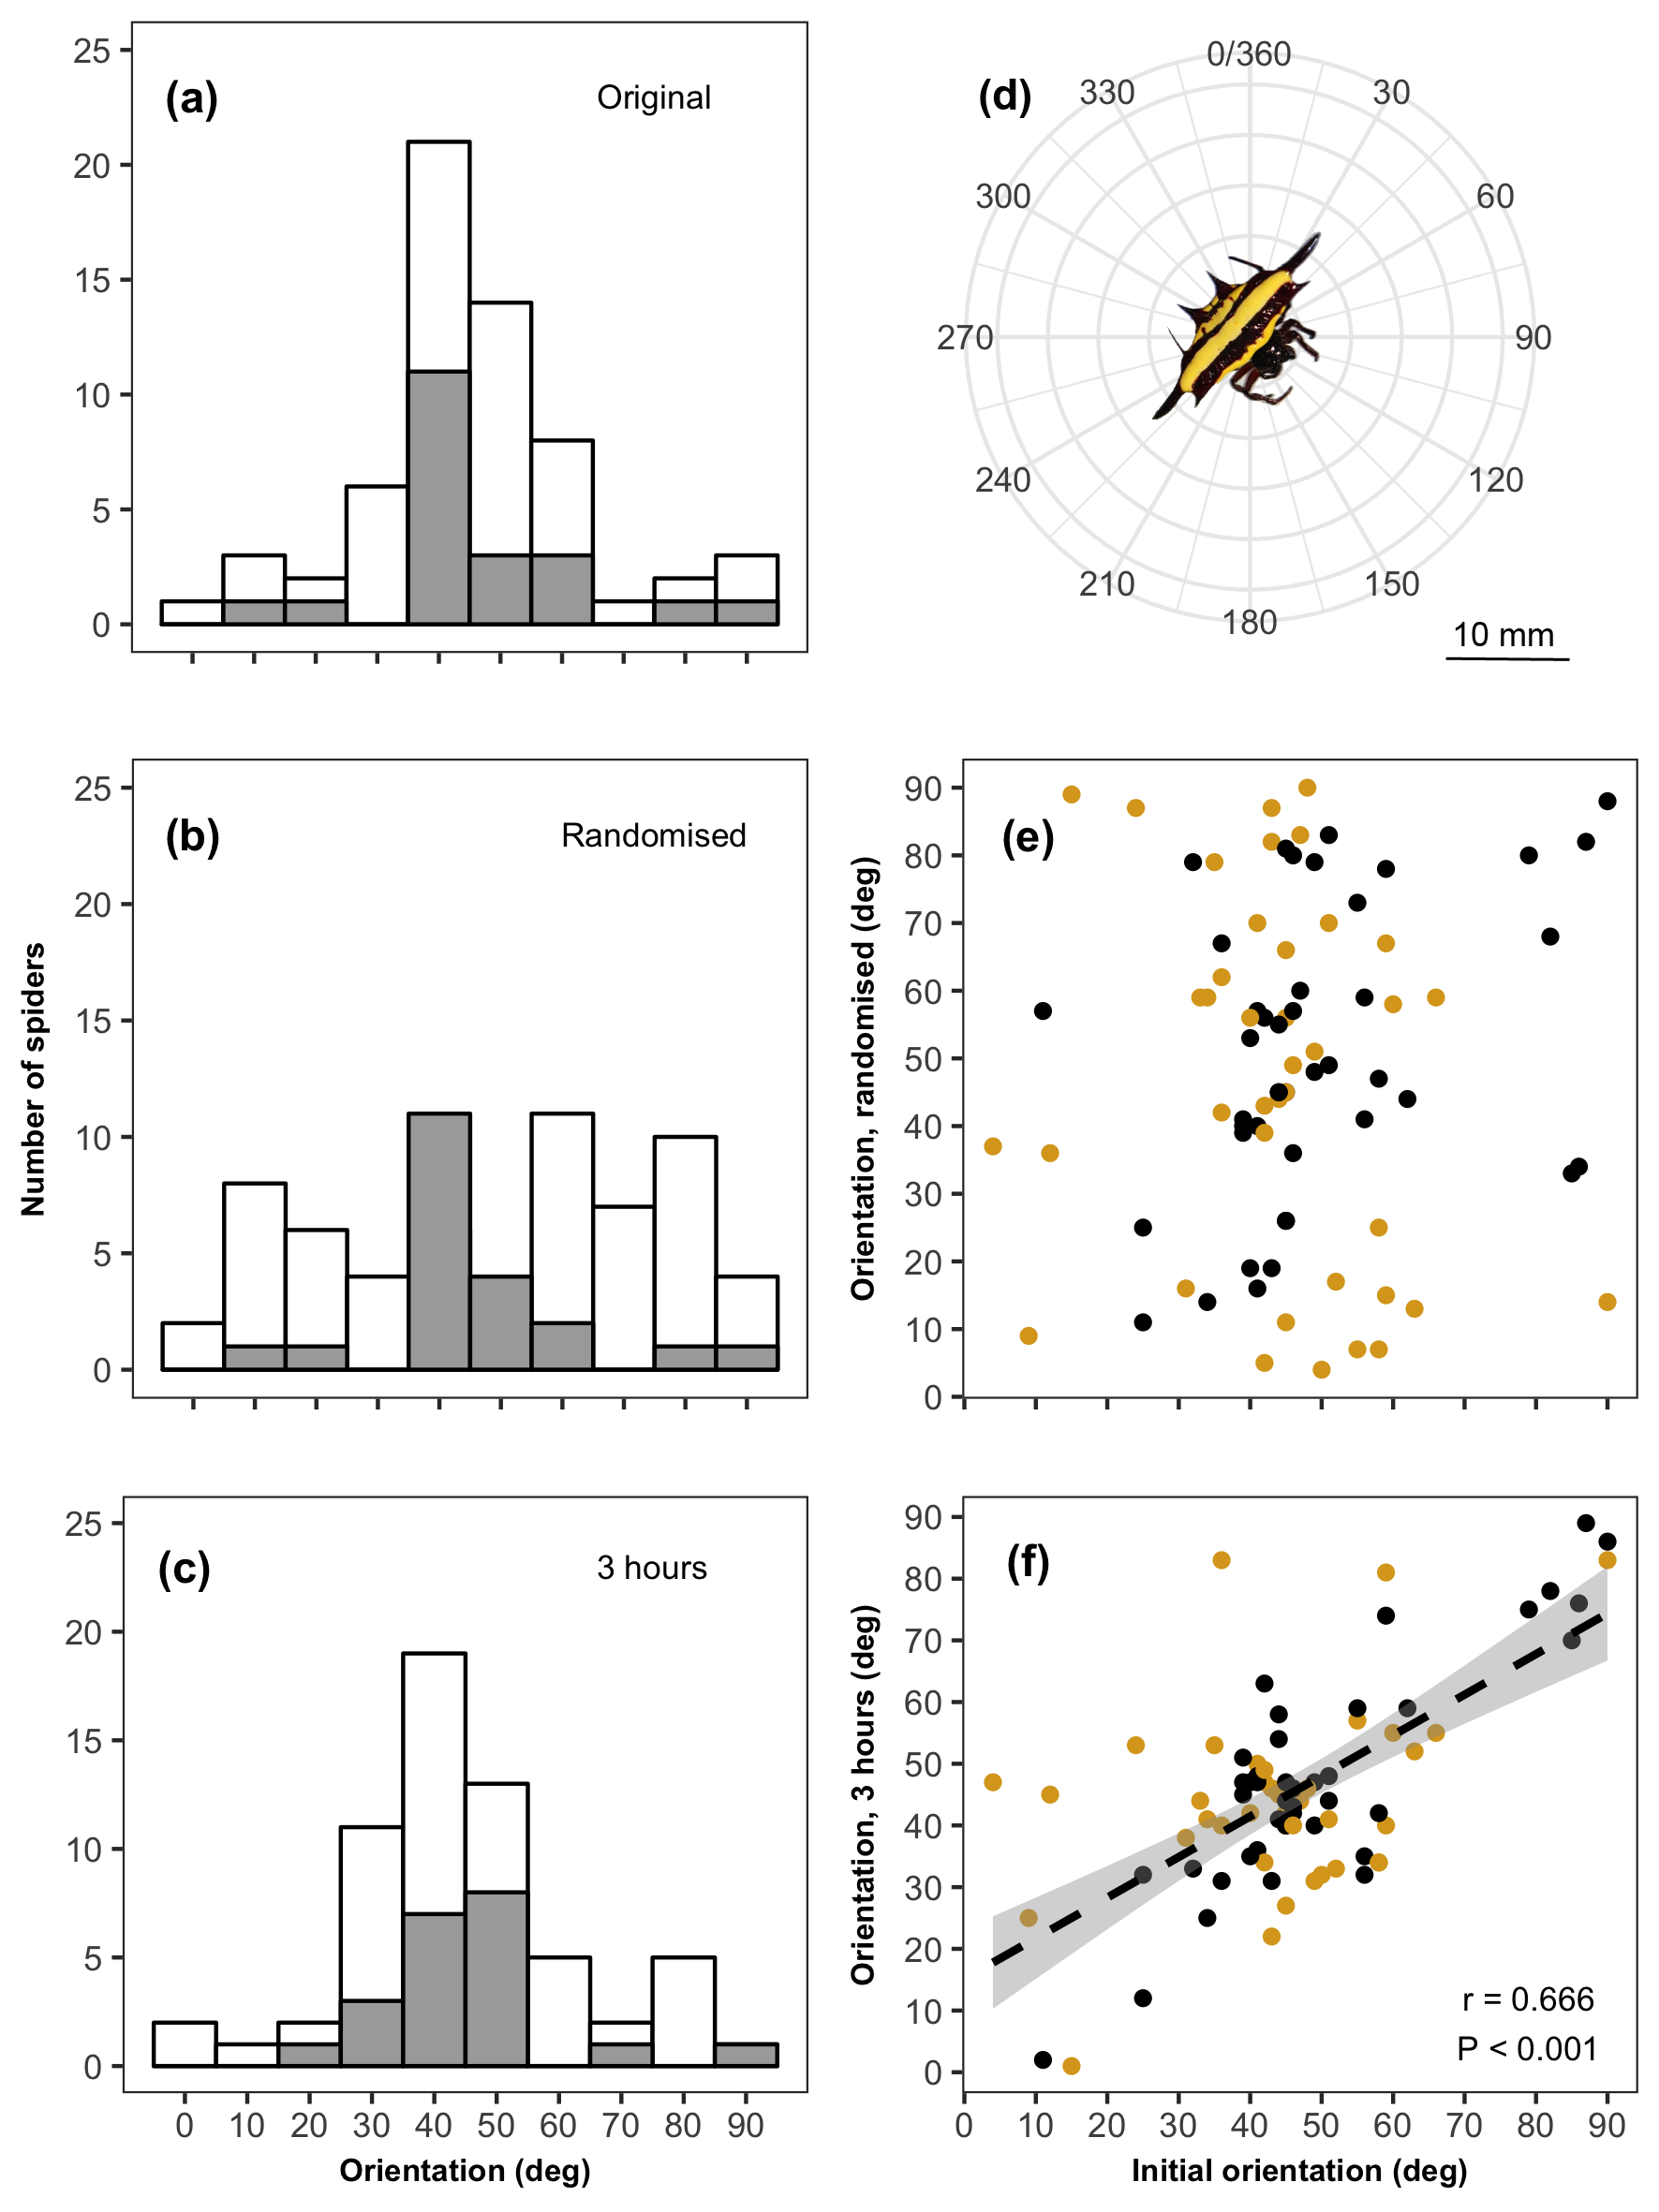 (a)
Original
25
20
15
10
5
0
(d)
0/360
30
60
90
120
150
180
210
240
270
300
330
10 mm
Number of spiders
(b)
Randomised
25
20
15
10
5
0
Orientation, randomised (deg)
(e)
90
80
70
60
50
40
30
20
10
0
(c)
3 hours
25
20
15
10
5
0
0 10 20 30 40 50 60 70 80 90
Orientation (deg)
Orientation, 3 hours (deg)
(f)
90
80
70
60
50
40
30
20
10
0
r = 0.666
P < 0.001
0 10 20 30 40 50 60 70 80 90
Initial orientation (deg)